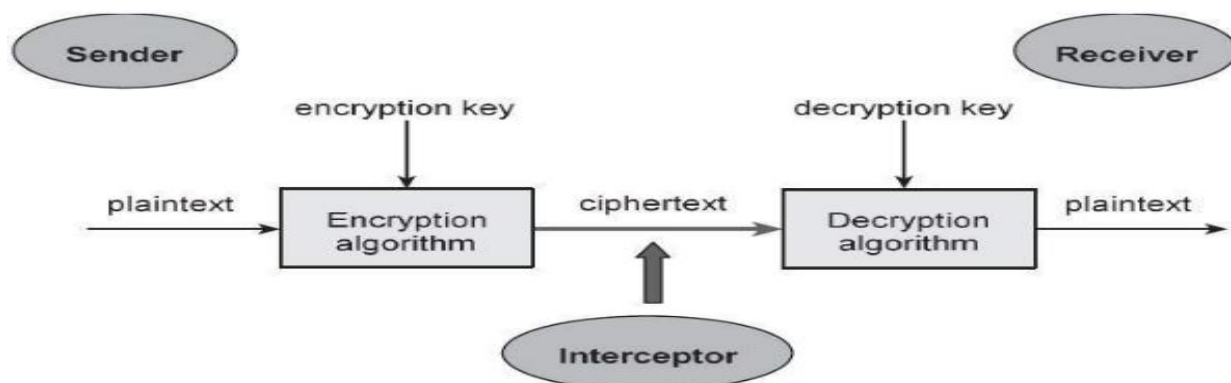 Sender
Receiver
encryption key
decryption key
plaintext
Encryption
algorithm
ciphertext
Decryption
algorithm
plaintext
Interceptor